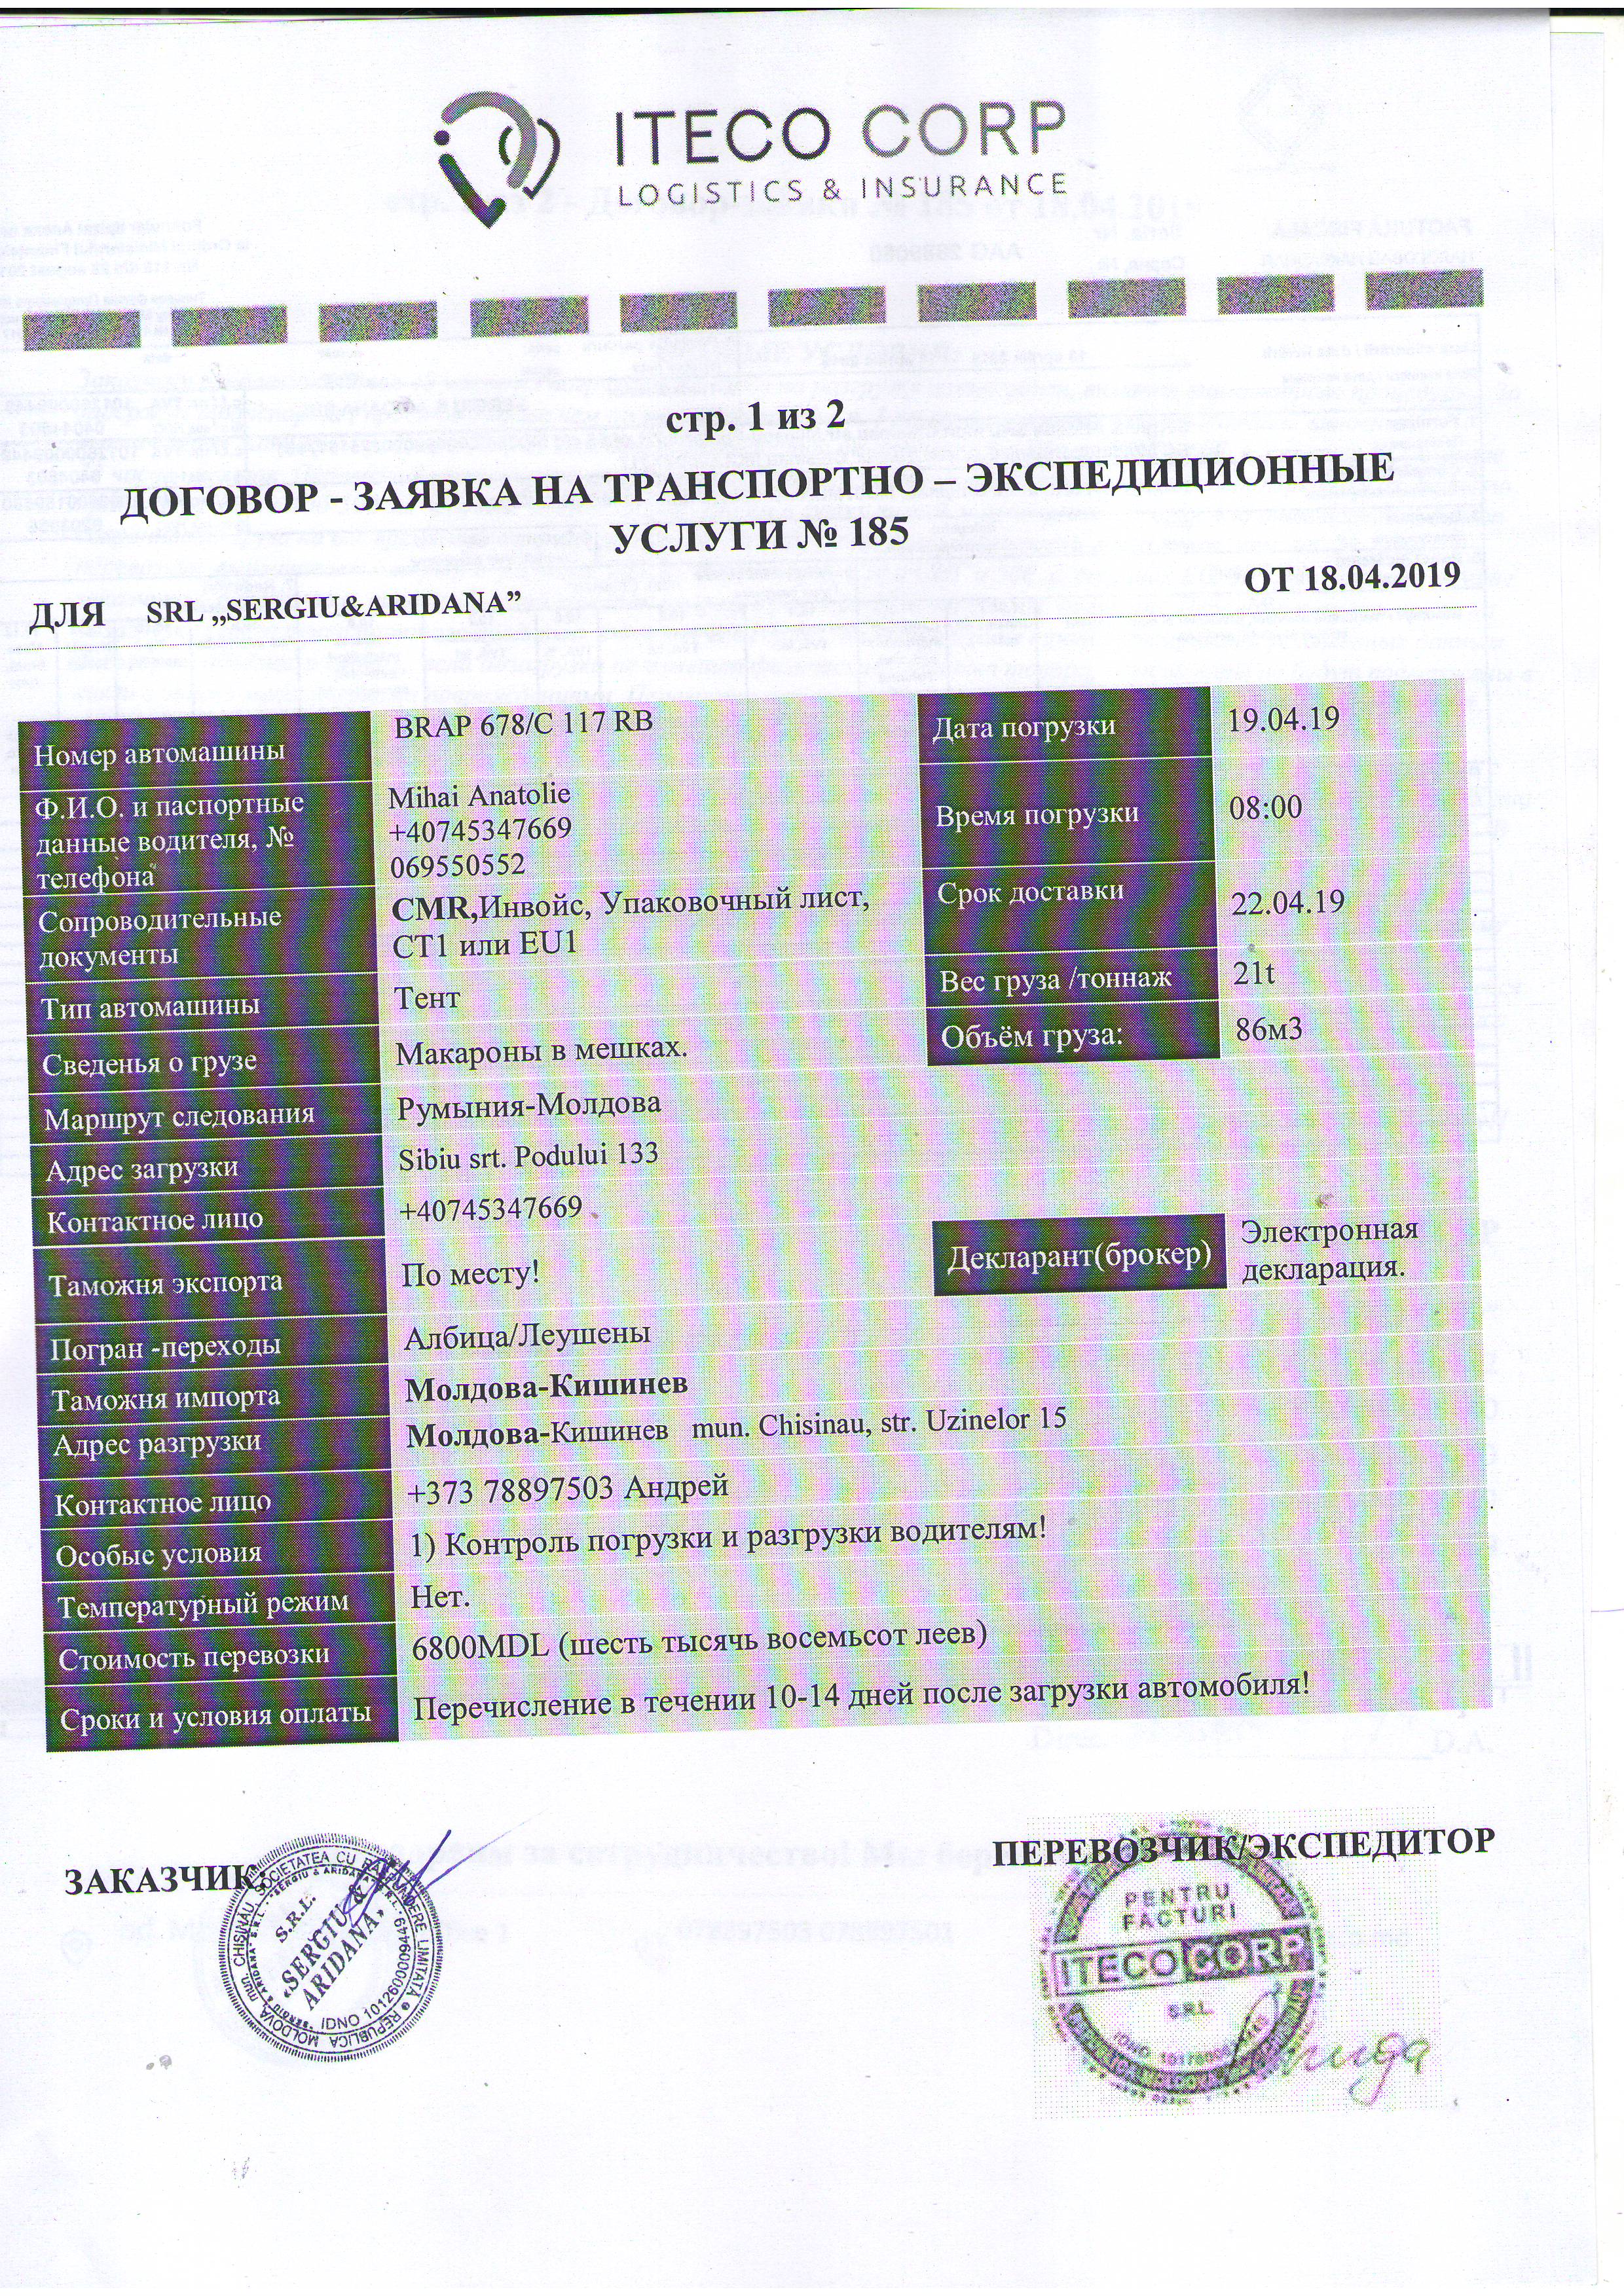 ITECO CORP
LOGISTICS & INSURANCE
стр. 1 из 2
ДОГОВОР - ЗАЯВКА НА ТРАНСПОРТНО – ЭКСПЕДИЦИОННЫЕ
УСЛУГИ № 185
ОТ 18.04.2019
ДЛЯ SRL „SERGIU&ARIDANA”
Номер автомашины
BRAP 678/C 117 RB
Дата погрузки
19.04.19
Ф.И.О. и паспортные
данные водителя, №
телефона
Mihai Anatolie
+40745347669
069550552
Время погрузки
08:00
Сопроводительные
документы
CMR,Инвойс, Упаковочный лист,
СТ1 или EU1
Срок доставки
22.04.19
Тип автомашины
Тент
Вес груза /тоннаж
21t
Сведенья о грузе
Макароны в мешках.
Объём груза:
86м3
Маршрут следования
Румыния-Молдова
Адрес загрузки
Sibiu srt. Podului 133
Контактное лицо
+40745347669
Таможня экспорта
По месту!
Декларант(брокер)
Электронная
декларация.
Погран -переходы
Албица/Леушены
Таможня импорта
Молдова-Кишинев
Адрес разгрузки
Молдова-Кишинев mun. Chisinau, str. Uzinelor 15
Контактное лицо
+373 78897503 Андрей
Особые условия
1) Контроль погрузки и разгрузки водителям!
Температурный режим
Нет.
Стоимость перевозки
6800MDL (шесть тысячь восемьсот леев)
Сроки и условия оплаты
Перечисление в течении 10-14 дней после загрузки автомобиля!
ЗАКАЗЧИК
ПЕРЕВОЗЧИК/ЭКСПЕДИТОР
SOCIETATEA CU RĂSPUNDERE LIMITATĂ
REPUBLICA MOLDOVA, mun. CHIŞINĂU
S.R.L.
«SERGIU &
ARIDANA»
IDNO 1012600009449
PENTRU
FACTURI
ITECO CORP
SRL